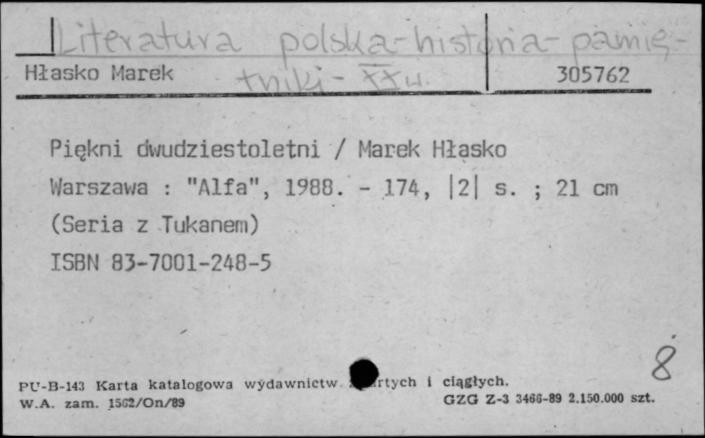 Literatura polska-historia-pamię-
tniki-XXw.
Hłasko Marek 305762
Piękni dwudziestoletni / Marek Hłasko
Warszawa : "Alfa", 1988. - 174, |2| s. ; 21 cm
(Seria z Tukanem)
ISBN 83-7001-248-5
8
PU-B-143 Karta katalogowa wydawnictw i ciągłych.
W.A. zam. 1562/On/89 GZG Z-3 3466-89 2.150.000 szt.